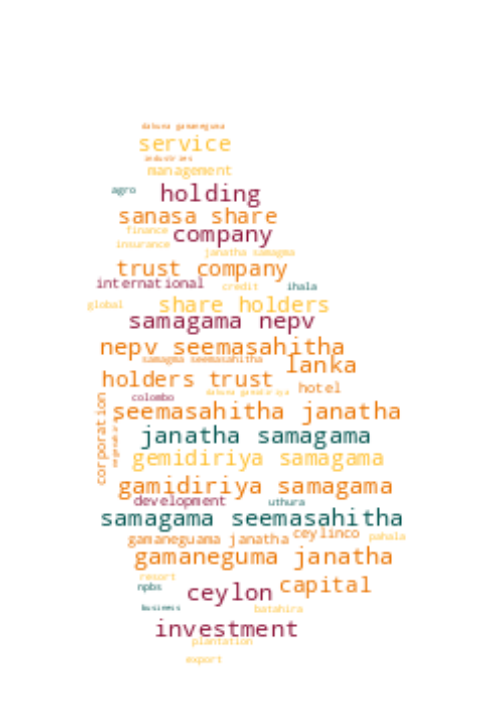 dakuna gamaneguma
service
industries
management
agro
holding
sanasa share
finance
company
insurance
janatha samagma
trust company
international
credit
ihala
global
share holders
samagama nepv
nepv seemasahitha
samagma seemasahitha
lanka
holders trust
hotel
dakuna gamidiriya
colombo
corporation
seemasahitha janatha
janatha samagama
gemidiriya samagama
gamidiriya samagama
development
uthura
samagama seemasahitha
gamaneguama janatha
ceylinco
pahala
gamaneguma janatha
resort
npbs
ceylon
capital
business
batahira
investment
plantation
export